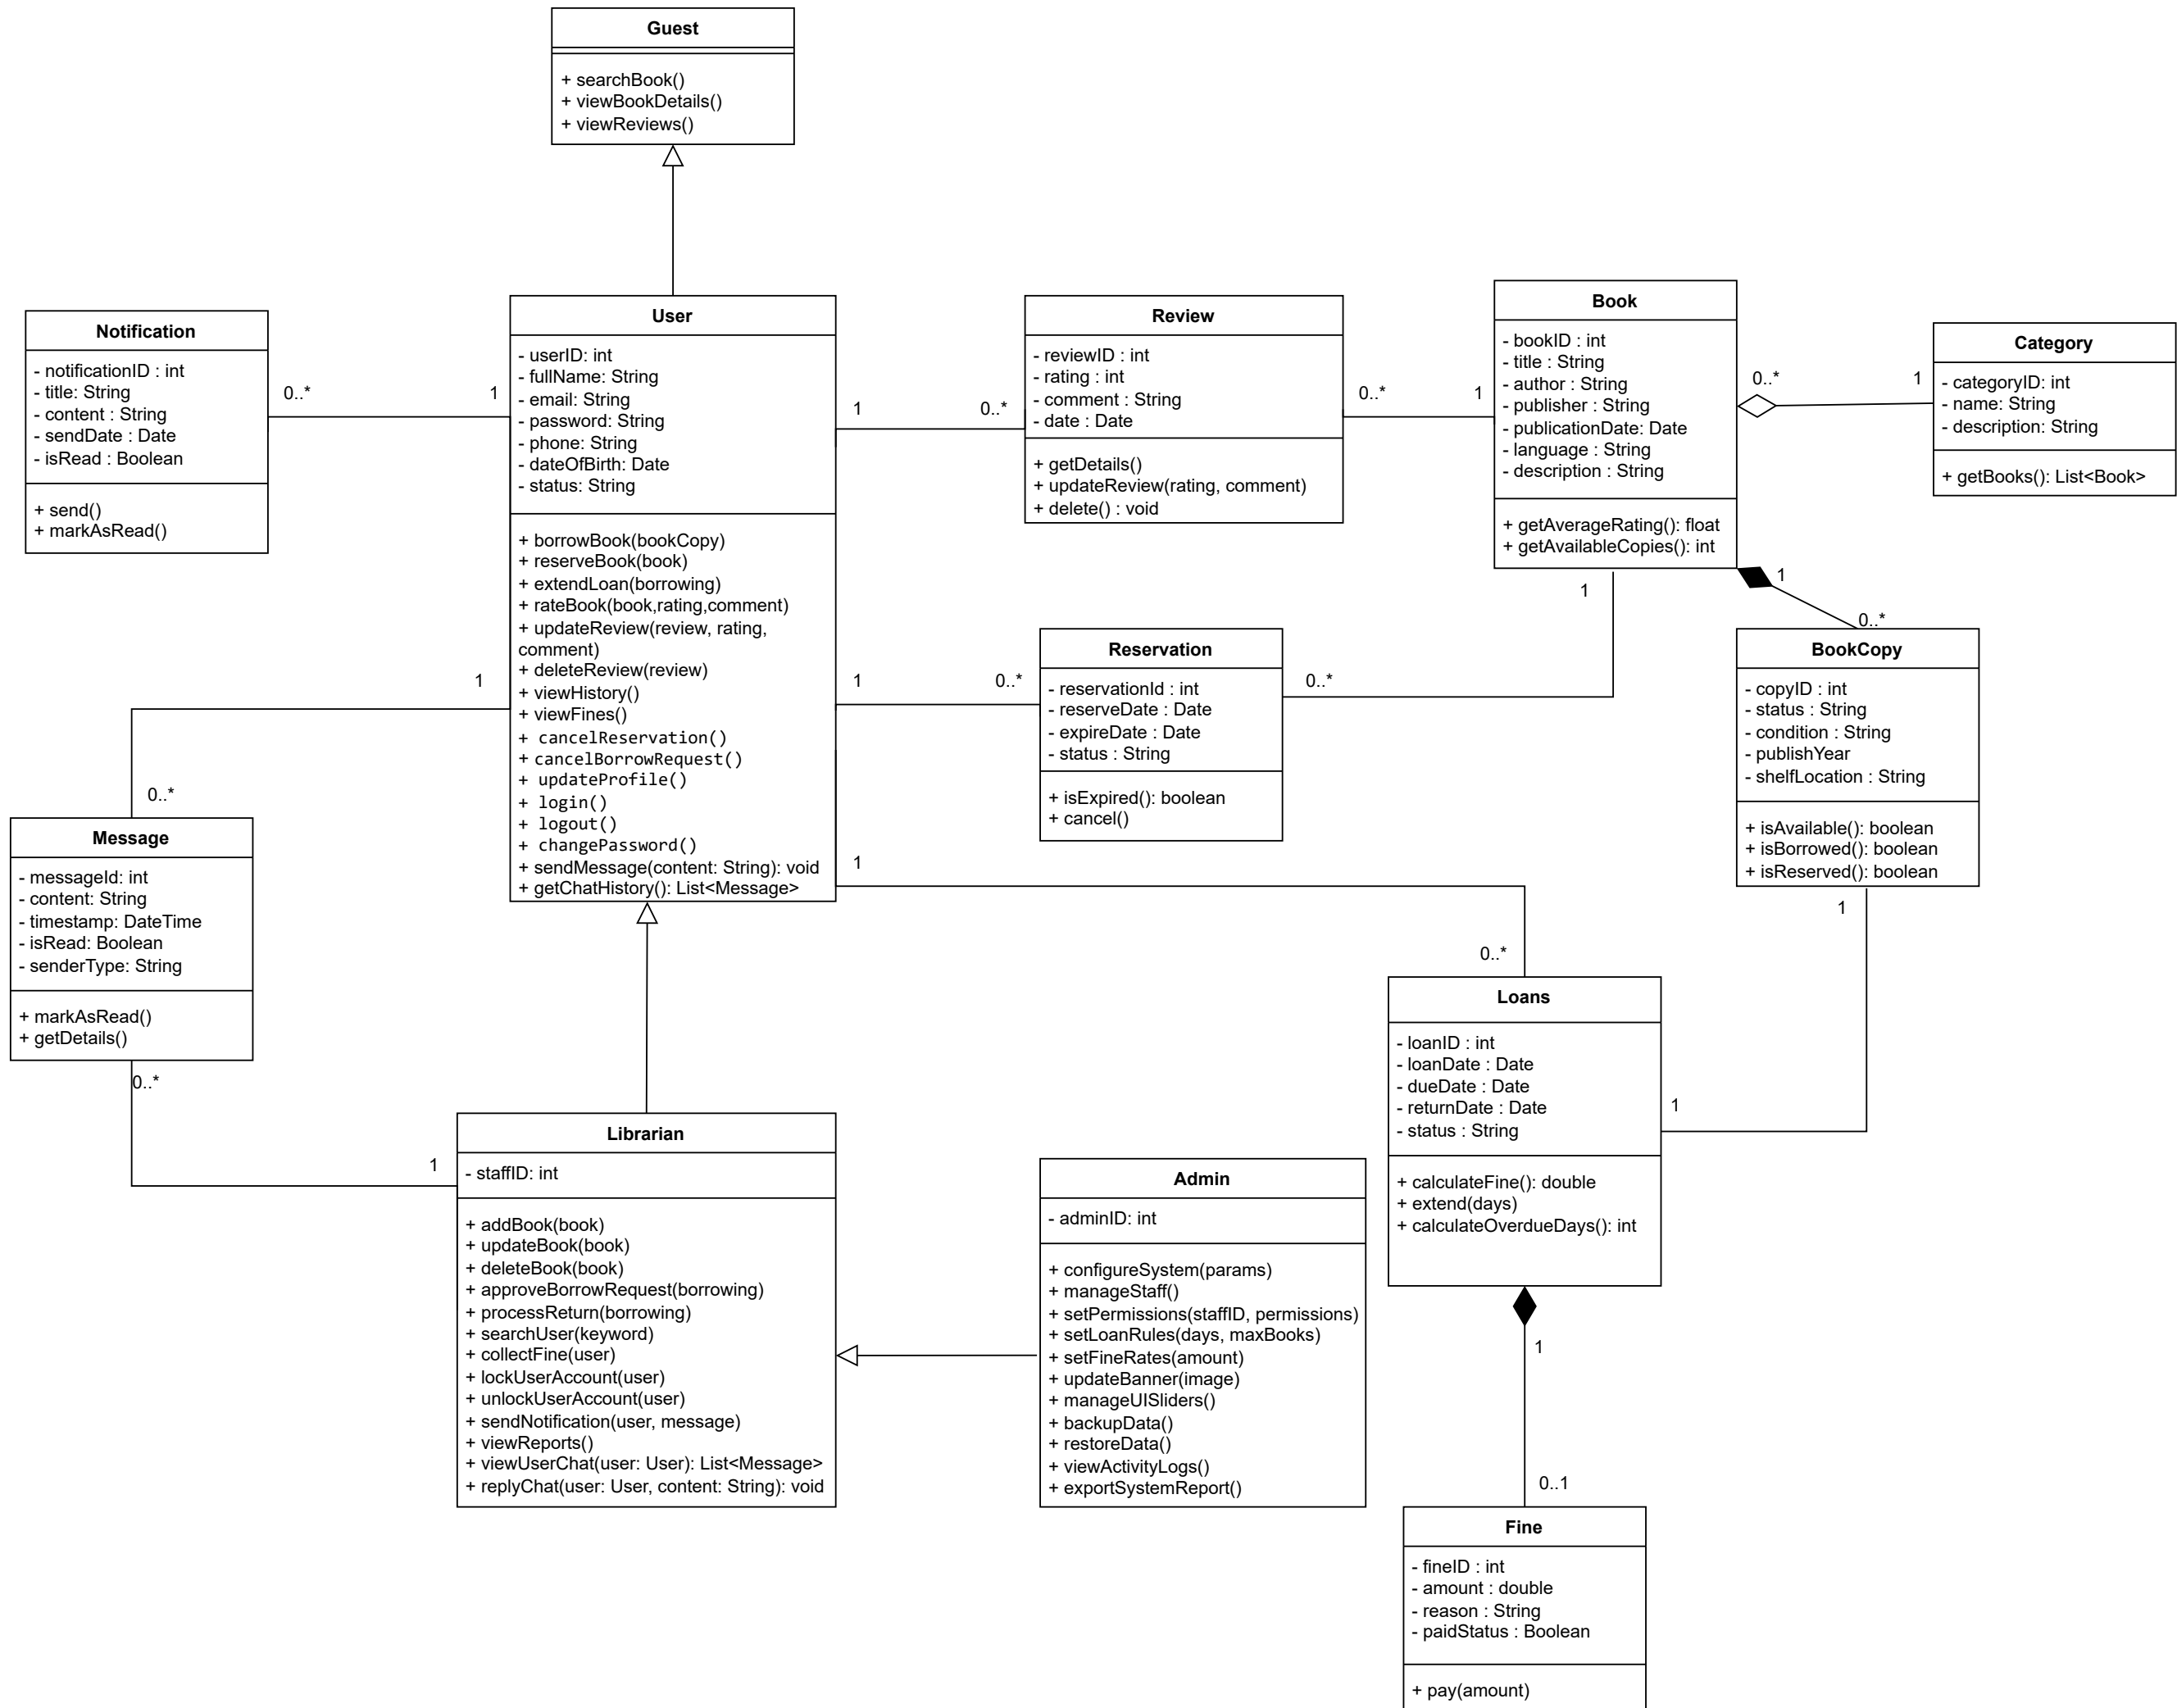 Guest
+ searchBook()
+ viewBookDetails()
+ viewReviews()
Notification
- notificationID : int
- title: String
- content : String
- sendDate : Date
- isRead : Boolean
+ send()
+ markAsRead()
0..*
1
User
- userID: int
- fullName: String
- email: String
- password: String
- phone: String
- dateOfBirth: Date
- status: String
+ borrowBook(bookCopy)
+ reserveBook(book)
+ extendLoan(borrowing)
+ rateBook(book,rating,comment)
+ updateReview(review, rating,
comment)
+ deleteReview(review)
+ viewHistory()
+ viewFines()
+ cancelReservation()
+ cancelBorrowRequest()
+ updateProfile()
+ login()
+ logout()
+ changePassword()
+ sendMessage(content: String): void
+ getChatHistory(): List<Message>
1
0..*
Review
- reviewID : int
- rating : int
- comment : String
- date : Date
+ getDetails()
+ updateReview(rating, comment)
+ delete() : void
0..*
1
Book
- bookID : int
- title : String
- author : String
- publisher : String
- publicationDate: Date
- language : String
- description : String
+ getAverageRating(): float
+ getAvailableCopies(): int
0..*
1
Category
- categoryID: int
- name: String
- description: String
+ getBooks(): List<Book>
1
1
0..*
1
1
0..*
Reservation
- reservationId : int
- reserveDate : Date
- expireDate : Date
- status : String
+ isExpired(): boolean
+ cancel()
0..*
BookCopy
- copyID : int
- status : String
- condition : String
- publishYear
- shelfLocation : String
+ isAvailable(): boolean
+ isBorrowed(): boolean
+ isReserved(): boolean
0..*
Message
- messageId: int
- content: String
- timestamp: DateTime
- isRead: Boolean
- senderType: String
+ markAsRead()
+ getDetails()
0..*
1
1
0..*
1
Loans
- loanID : int
- loanDate : Date
- dueDate : Date
- returnDate : Date
- status : String
+ calculateFine(): double
+ extend(days)
+ calculateOverdueDays(): int
1
1
Librarian
- staffID: int
+ addBook(book)
+ updateBook(book)
+ deleteBook(book)
+ approveBorrowRequest(borrowing)
+ processReturn(borrowing)
+ searchUser(keyword)
+ collectFine(user)
+ lockUserAccount(user)
+ unlockUserAccount(user)
+ sendNotification(user, message)
+ viewReports()
+ viewUserChat(user: User): List<Message>
+ replyChat(user: User, content: String): void
Admin
- adminID: int
+ configureSystem(params)
+ manageStaff()
+ setPermissions(staffID, permissions)
+ setLoanRules(days, maxBooks)
+ setFineRates(amount)
+ updateBanner(image)
+ manageUISliders()
+ backupData()
+ restoreData()
+ viewActivityLogs()
+ exportSystemReport()
1
0..1
Fine
- fineID : int
- amount : double
- reason : String
- paidStatus : Boolean
+ pay(amount)